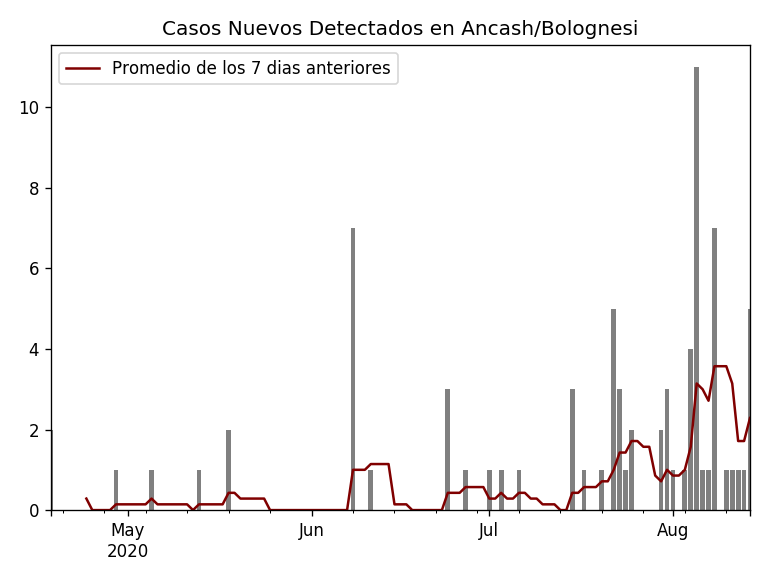 Casos Nuevos Detectados en Ancash/Bolognesi
Promedio de los 7 dias anteriores
10
8
6
4
2
0
May Jun Jul Aug
2020